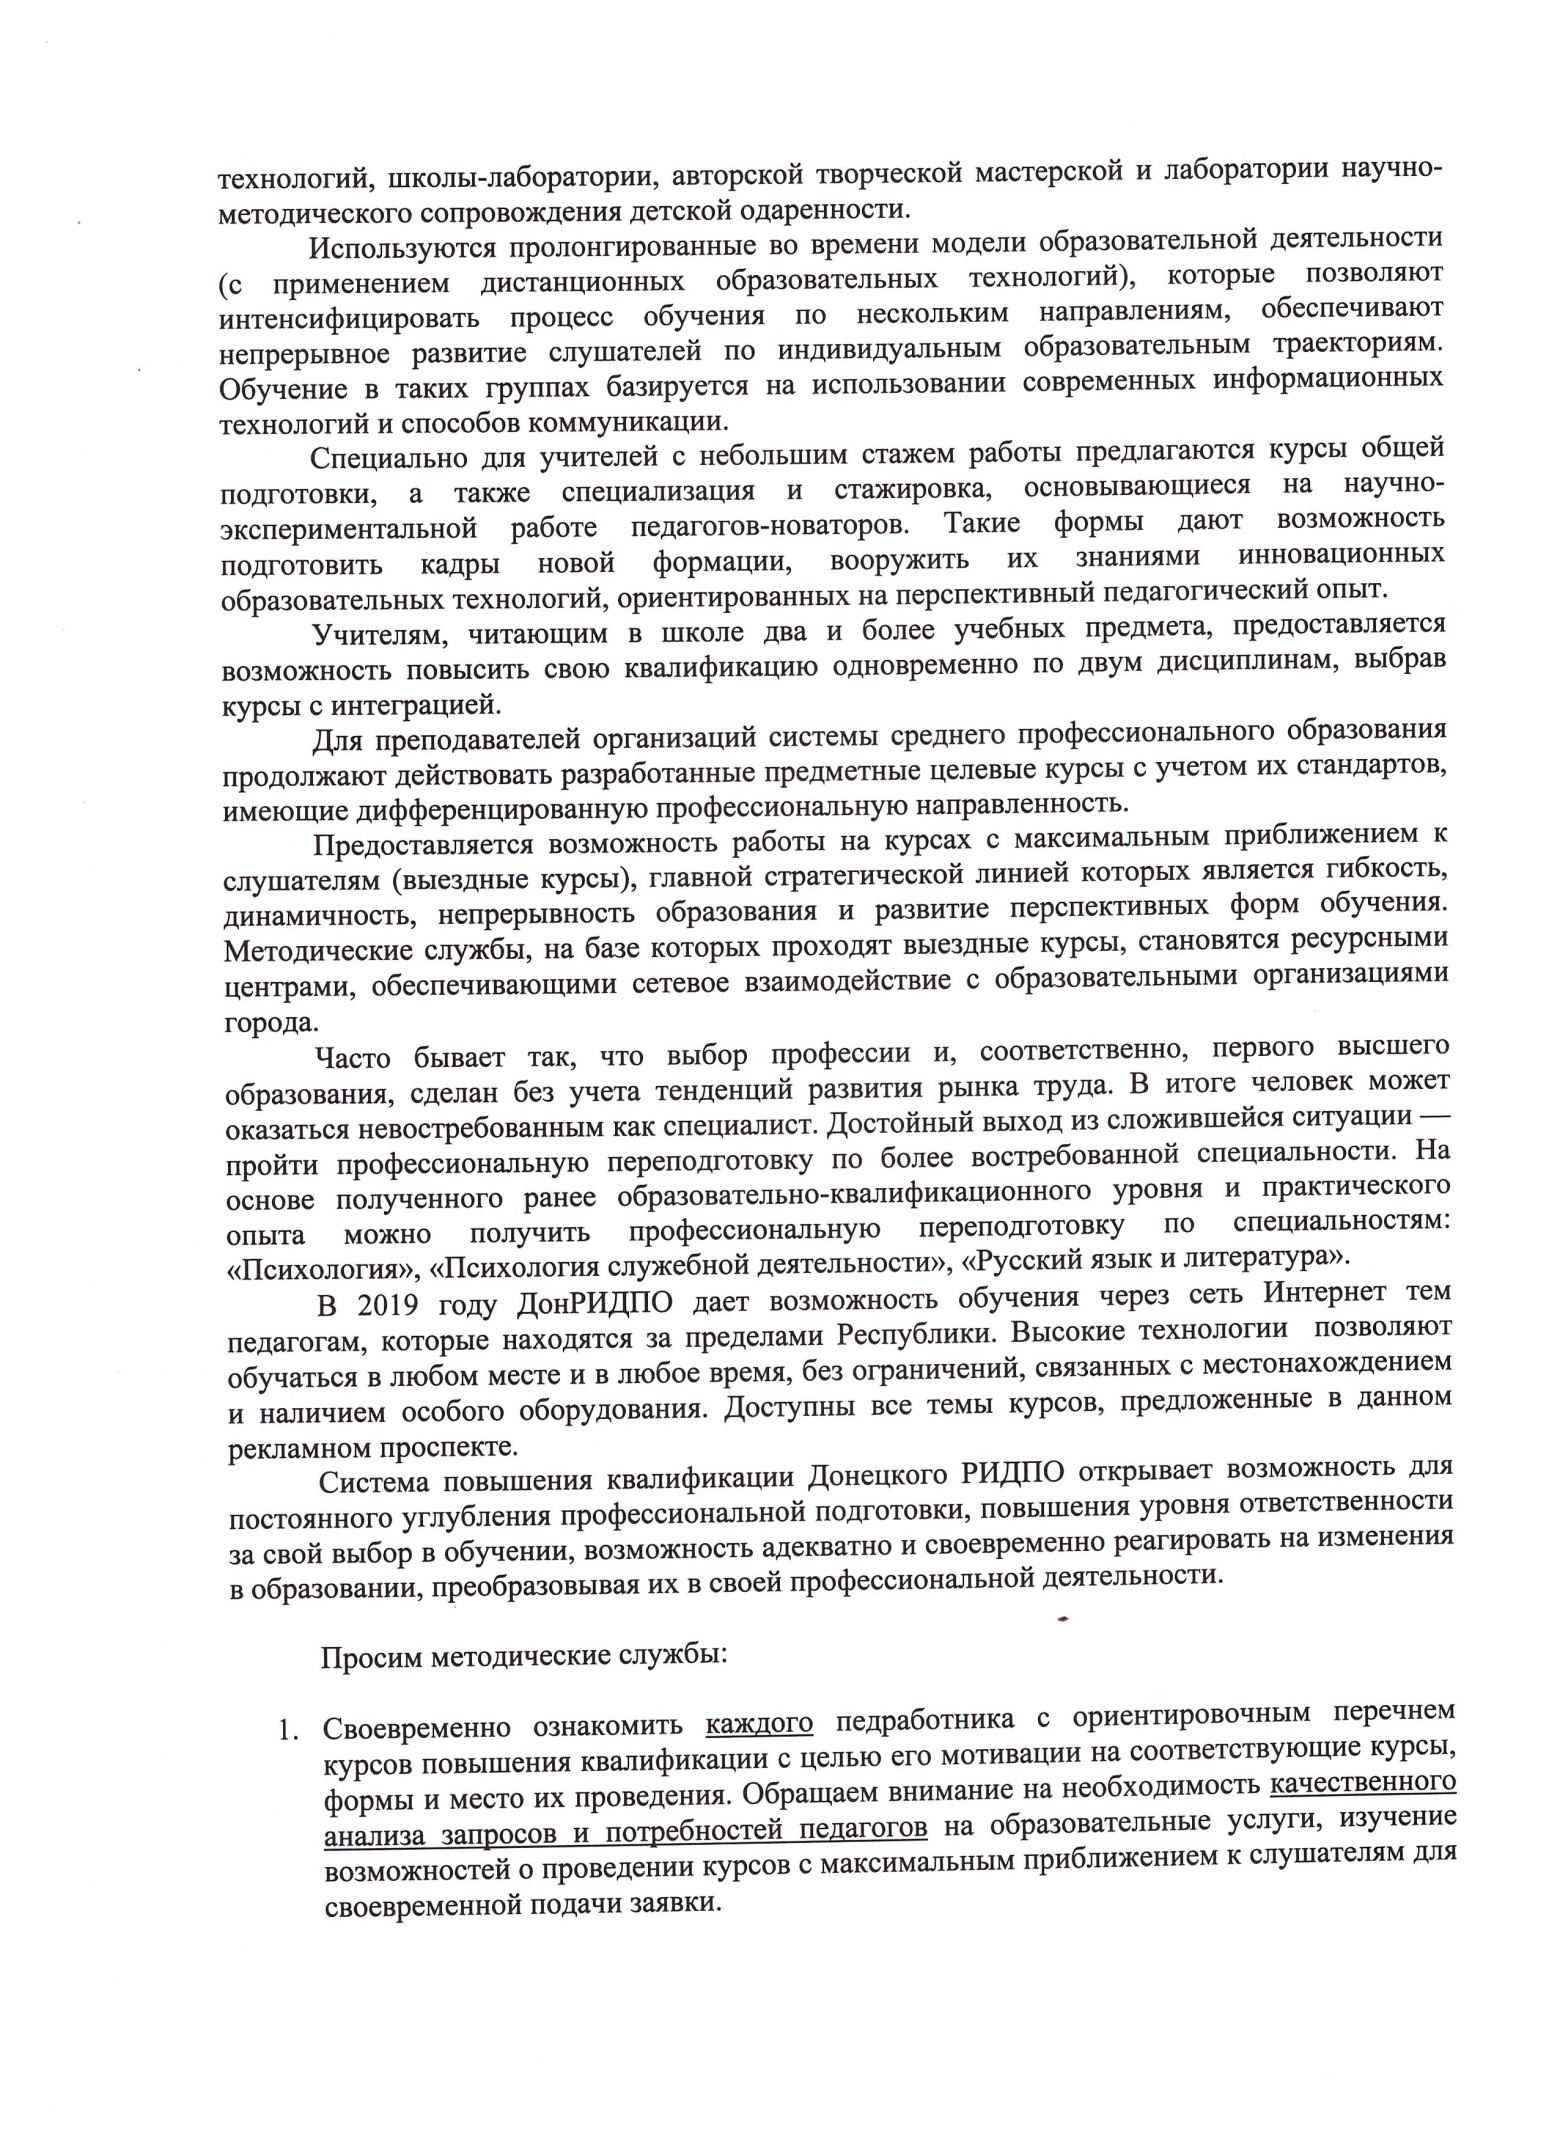 технологий, школы-лаборатории, авторской творческой мастерской и лаборатории научно-
методического сопровождения детской одаренности.
Используются пролонгированные во времени модели образовательной деятельности
(с применением дистанционных образовательных технологий), которые позволяют
интенсифицировать процесс обучения по нескольким направлениям, обеспечивают
непрерывное развитие слушателей по индивидуальным образовательным траекториям.
Обучение в таких группах базируется на использовании современных информационных
технологий и способов коммуникации.
Специально для учителей с небольшим стажем работы предлагаются курсы общей
подготовки, а также специализация и стажировка, основывающиеся на научно-
экспериментальной работе педагогов-новаторов. Такие формы дают возможность
подготовить кадры новой формации, вооружить их знаниями инновационных
образовательных технологий, ориентированных на перспективный педагогический опыт.
Учителям, читающим в школе два и более учебных предмета, предоставляется
возможность повысить свою квалификацию одновременно по двум дисциплинам, выбрав
курсы с интеграцией.
Для преподавателей организаций системы среднего профессионального образования
продолжают действовать разработанные предметные целевые курсы с учетом их стандартов,
имеющие дифференцированную профессиональную направленность.
Предоставляется возможность работы на курсах с максимальным приближением к
слушателям (выездные курсы), главной стратегической линией которых является гибкость,
динамичность, непрерывность образования и развитие перспективных форм обучения.
Методические службы, на базе которых проходят выездные курсы, становятся ресурсными
центрами, обеспечивающими сетевое взаимодействие с образовательными организациями
города.
Часто бывает так, что выбор профессии и, соответственно, первого высшего
образования, сделан без учета тенденций развития рынка труда. В итоге человек может
оказаться невостребованным как специалист. Достойный выход из сложившейся ситуации —
пройти профессиональную переподготовку по более востребованной специальности. На
основе полученного ранее образовательно-квалификационного уровня и практического
опыта можно получить профессиональную переподготовку по специальностям:
«Психология», «Психология служебной деятельности», «Русский язык и литература».
В 2019 году ДонРИДПО дает возможность обучения через сеть Интернет тем
педагогам, которые находятся за пределами Республики. Высокие технологии позволяют
обучаться в любом месте и в любое время, без ограничений, связанных с местонахождением
и наличием особого оборудования. Доступны все темы курсов, предложенные в данном
рекламном проспекте.
Система повышения квалификации Донецкого РИДПО открывает возможность для
постоянного углубления профессиональной подготовки, повышения уровня ответственности
за свой выбор в обучении, возможность адекватно и своевременно реагировать на изменения
в образовании, преобразовывая их в своей профессиональной деятельности.
Просим методические службы:
1. Своевременно ознакомить каждого педработника с ориентировочным перечнем
курсов повышения квалификации с целью его мотивации на соответствующие курсы,
формы и место их проведения. Обращаем внимание на необходимость качественного
анализа запросов и потребностей педагогов на образовательные услуги, изучение
возможностей о проведении курсов с максимальным приближением к слушателям для
своевременной подачи заявки.